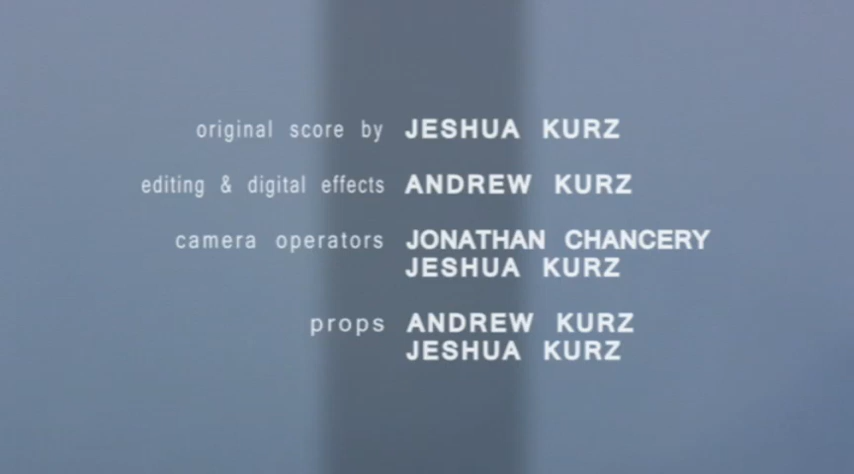 original score by JESHUA KURZ
editing & digital effects ANDREW KURZ
camera operators JONATHAN CHANCERY
JESHUA KURZ
props ANDREW KURZ
JESHUA KURZ